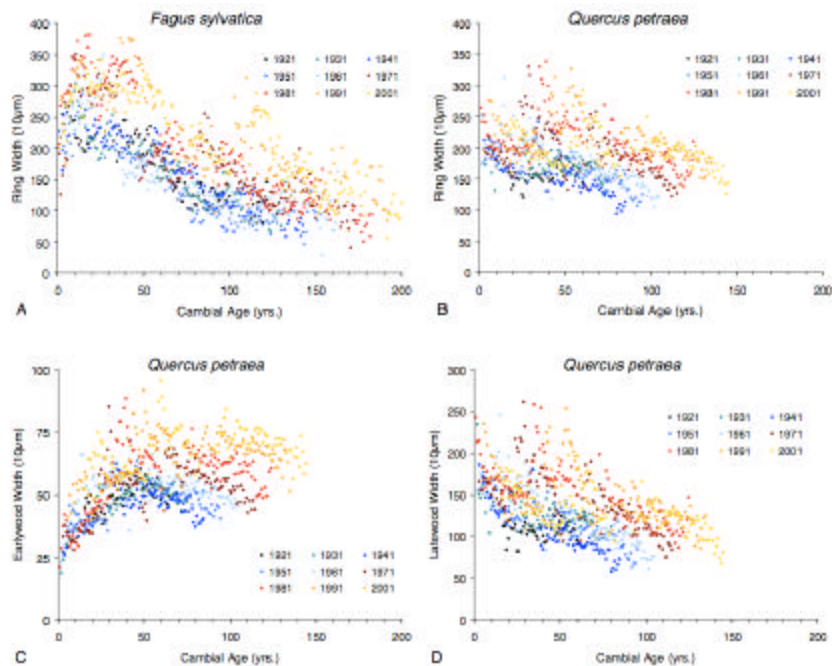 Fagus sylvatica
400
350
300
250
200
150
100
50
0
Ring Width (10µm)
1921 1931 1941
1951 1961 1971
1981 1991 2001
0 50 100 150 200
A Cambial Age (yrs.)
Quercus petraea
400
350
300
250
200
150
100
50
0
Ring Width (10µm)
1921 1931 1941
1951 1961 1971
1981 1991 2001
0 50 100 150 200
B Cambial Age (yrs.)
Quercus petraea
100
75
50
25
0
Earlywood Width (10µm)
1921 1931 1941
1951 1961 1971
1981 1991 2001
0 50 100 150 200
C Cambial Age (yrs.)
Quercus petraea
300
250
200
150
100
50
0
Latewood Width (10µm)
1921 1931 1941
1951 1961 1971
1981 1991 2001
0 50 100 150 200
D Cambial Age (yrs.)